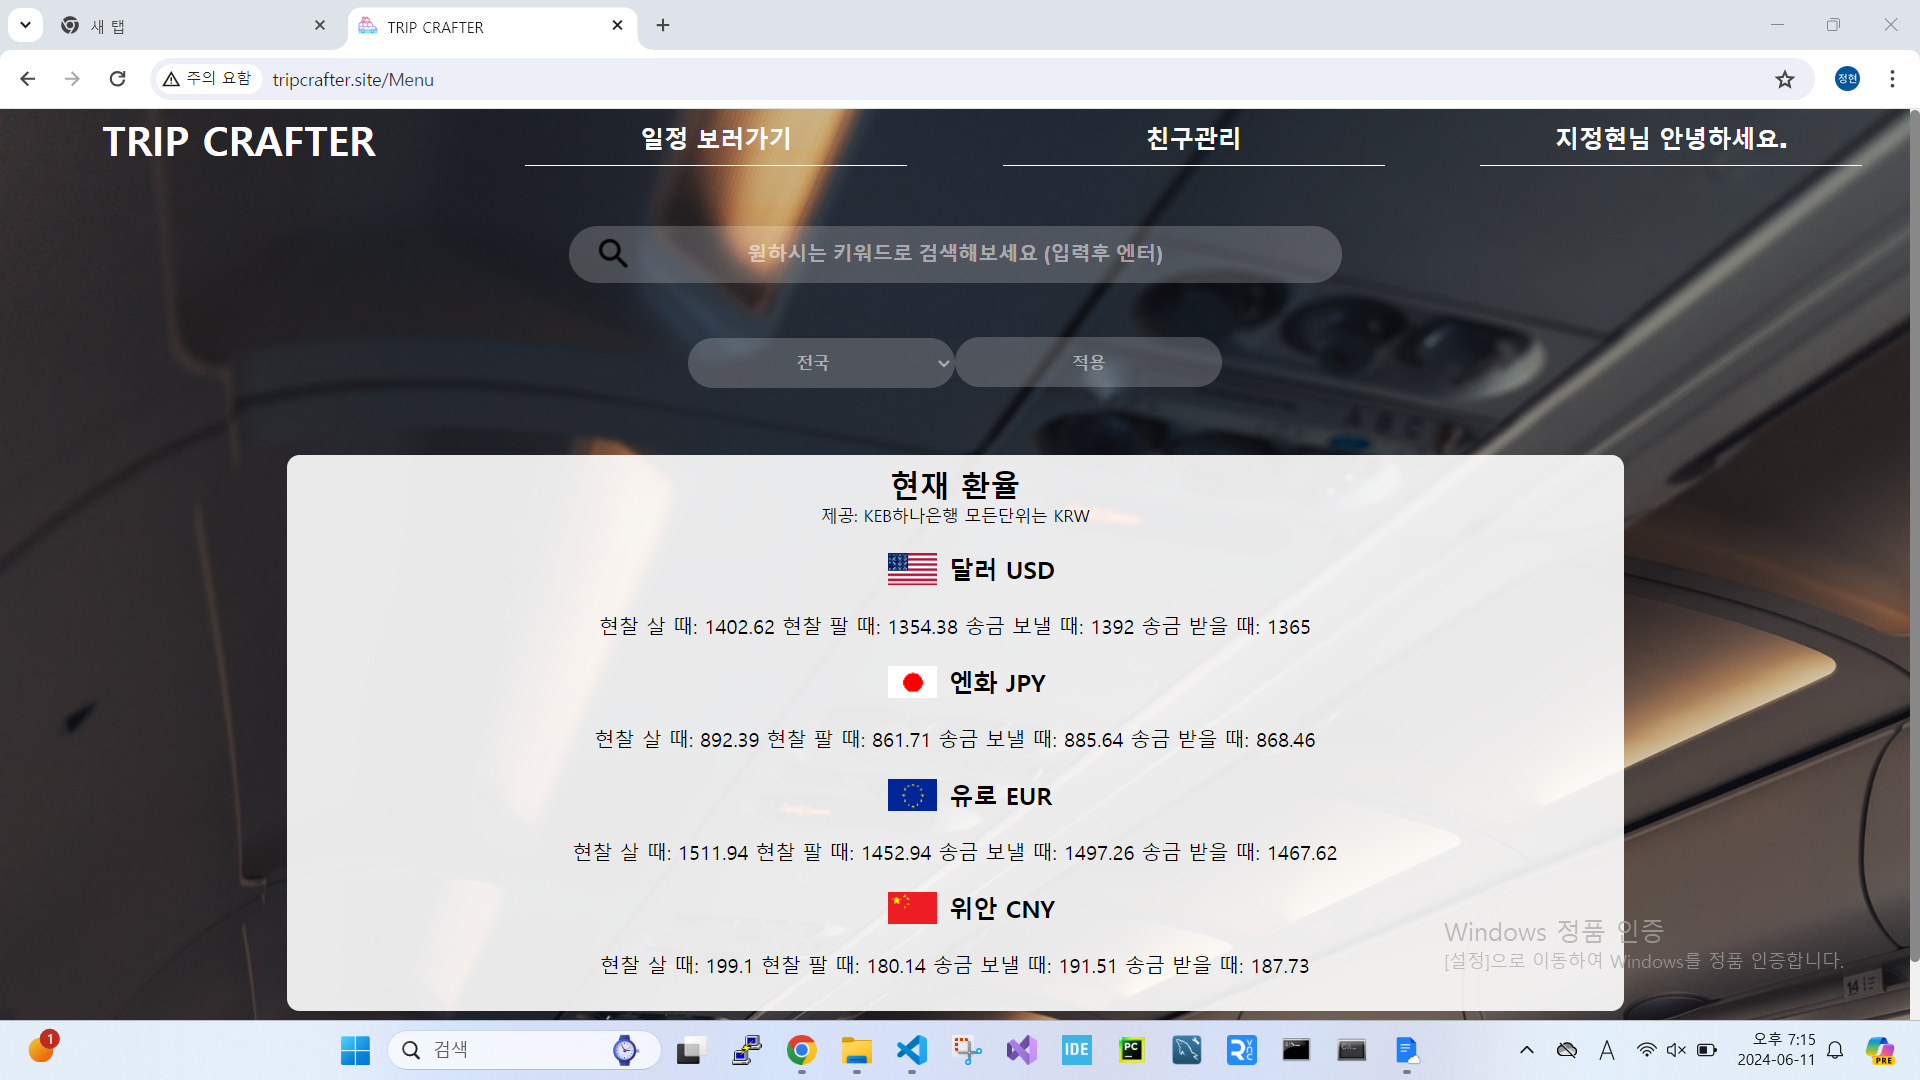 새 탭
TRIP CRAFTER
주의 요함
tripcrafter.site/Menu
정현
TRIP CRAFTER
일정 보러가기
친구관리
지정현님 안녕하세요.
원하시는 키워드로 검색해보세요 (입력후 엔터)
전국
적용
현재 환율
제공: KEB하나은행 모든단위는 KRW
달러 USD
현찰 살 때: 1402.62 현찰 팔 때: 1354.38 송금 보낼 때: 1392 송금 받을 때: 1365
엔화 JPY
현찰 살 때: 892.39 현찰 팔 때: 861.71 송금 보낼 때: 885.64 송금 받을 때: 868.46
유로 EUR
현찰 살 때: 1511.94 현찰 팔 때: 1452.94 송금 보낼 때: 1497.26 송금 받을 때: 1467.62
위안 CNY
현찰 살 때: 199.1 현찰 팔 때: 180.14 송금 보낼 때: 191.51 송금 받을 때: 187.73
Windows 정품 인증
[설정]으로 이동하여 Windows를 정품 인증합니다.
14
1
검색
IDE
PC
A
오후 7:15
2024-06-11
PRE